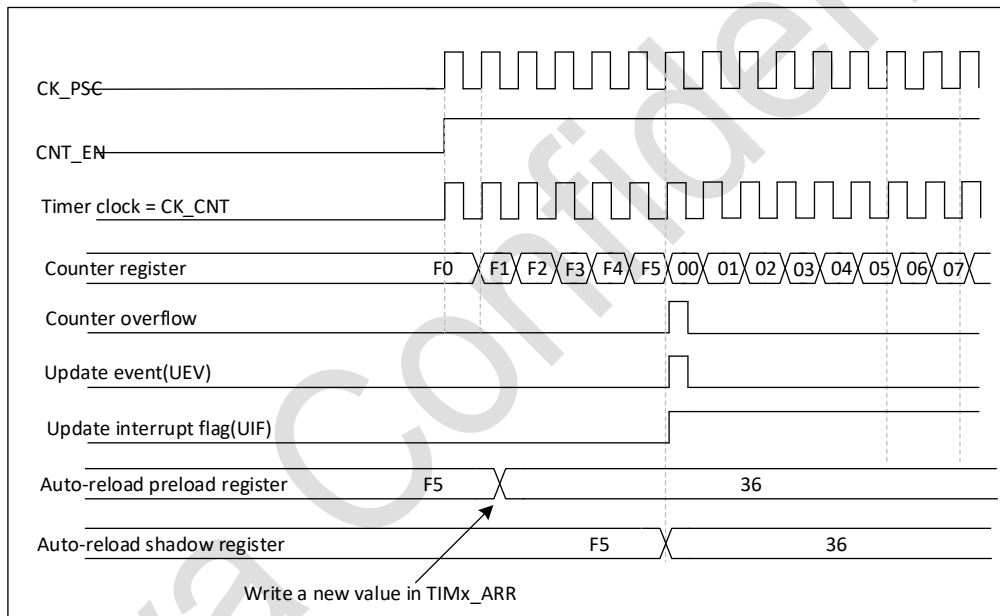 CK_PSC
CNT_EN
Timer clock = CK_CNT
Counter register F0 F1 F2 F3 F4 F5 00 01 02 03 04 05 06 07
Counter overflow
Update event(UEV)
Update interrupt flag(UIF)
Auto-reload preload register F5 36
Auto-reload shadow register F5 36
Write a new value in TIMx_ARR